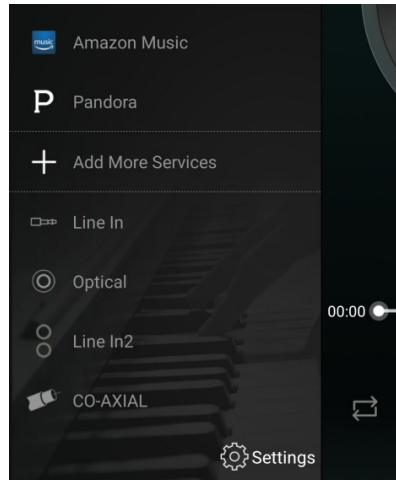 music
Amazon Music
P
Pandora
Add More Services
Line In
Optical
Line In2
00:00
CO-AXIAL
Settings